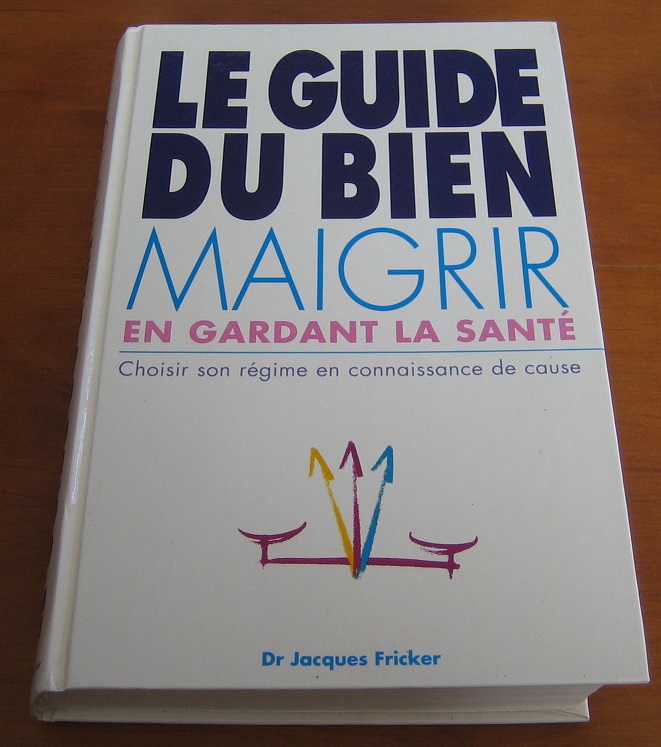 LE GUIDE
DU BIEN
MAIGRIR
EN GARDANT LA SANTÉ
Choisir son régime en connaissance de cause
Dr Jacques Fricker